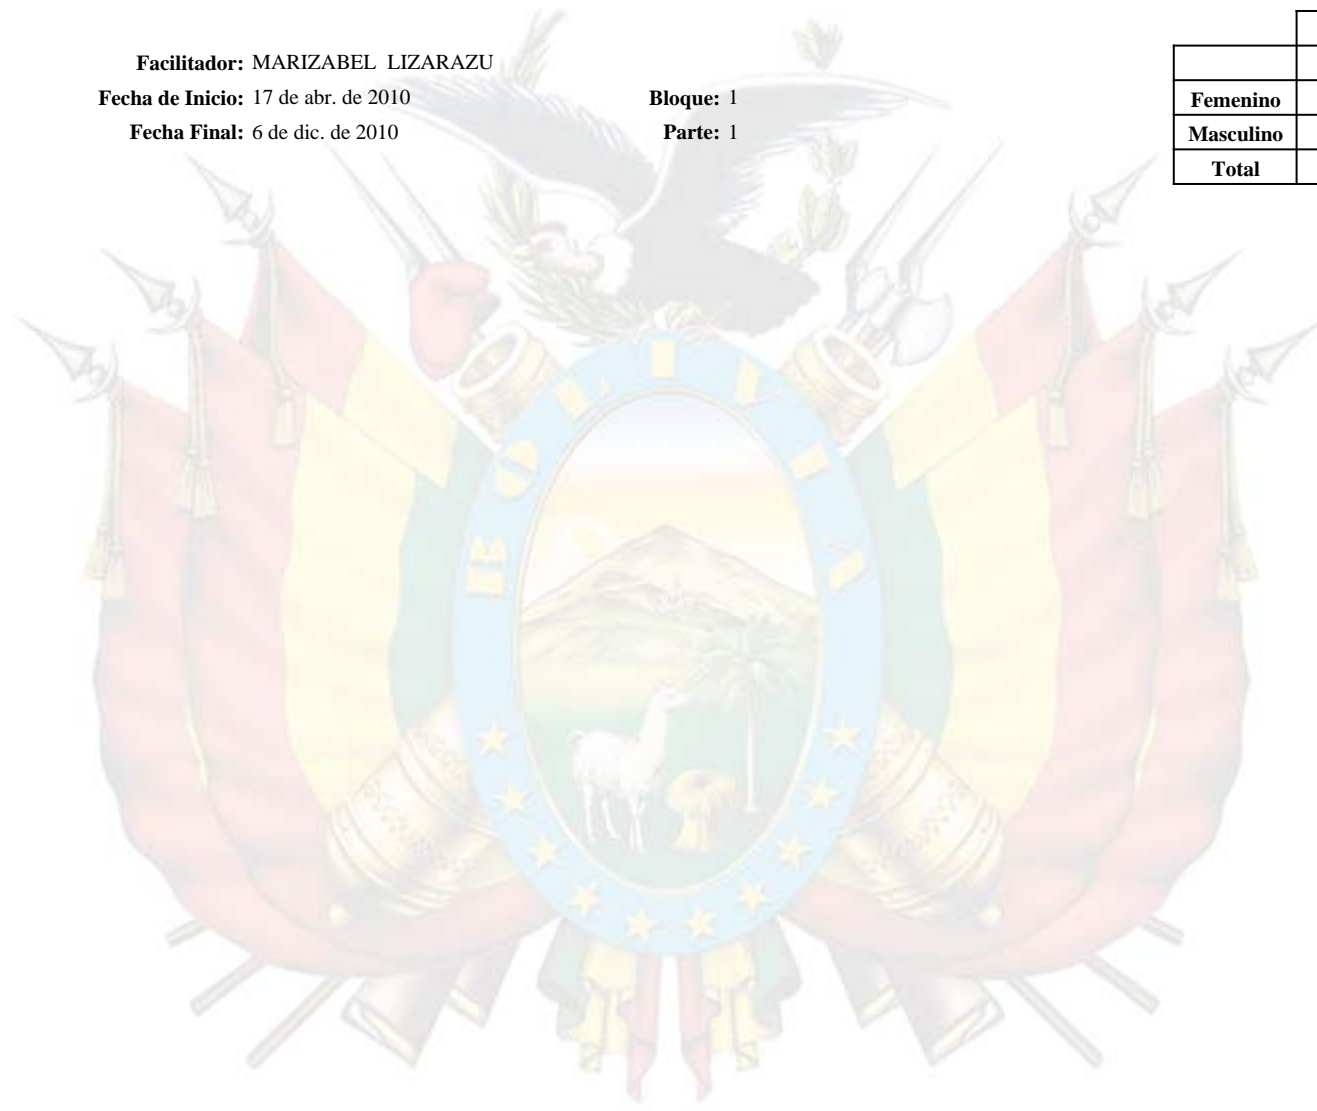 Facilitador: MARIZABEL LIZARAZU
Fecha de Inicio: 17 de abr. de 2010 Bloque: 1
Fecha Final: 6 de dic. de 2010 Parte: 1
Femenino
Masculino
Total
BOLIVIA